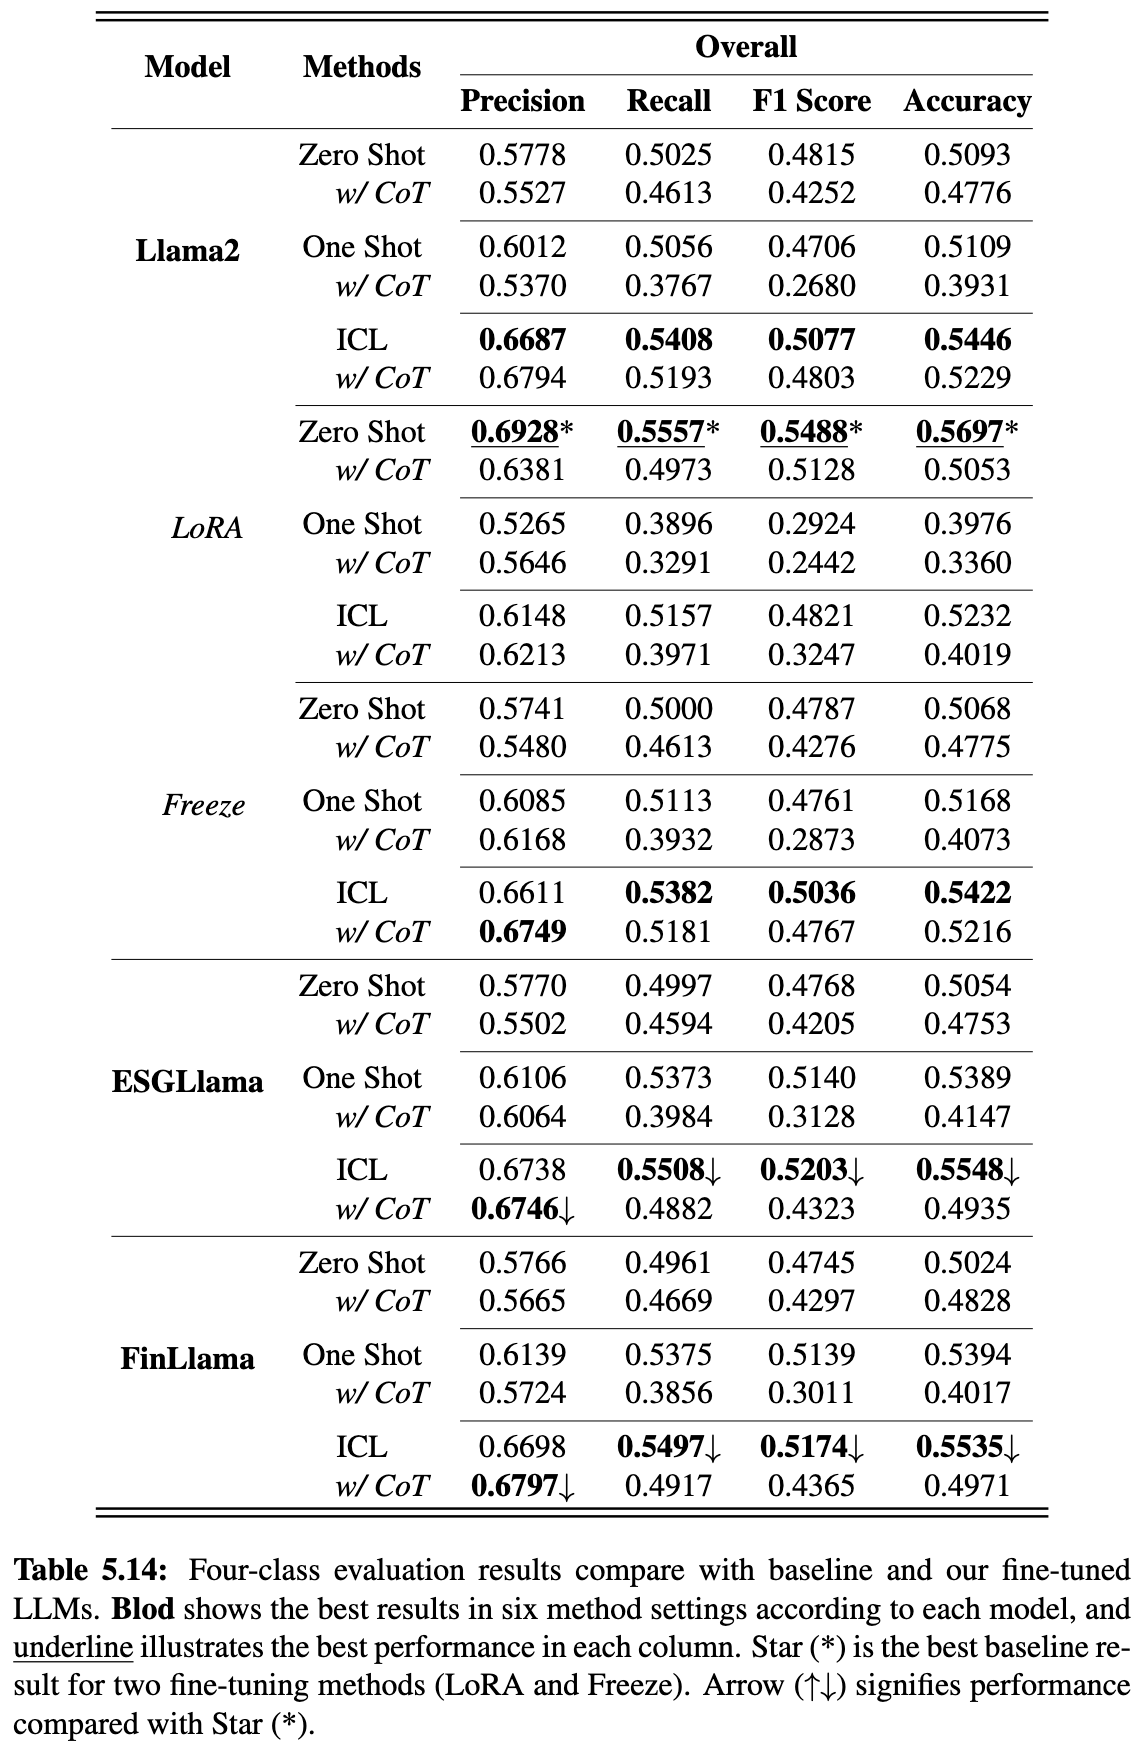 Model Methods Overall
Precision Recall F1 Score Accuracy
Zero Shot 0.5778 0.5025 0.4815 0.5093
w/ CoT 0.5527 0.4613 0.4252 0.4776
Llama2 One Shot 0.6012 0.5056 0.4706 0.5109
w/ CoT 0.5370 0.3767 0.2680 0.3931
ICL 0.6687 0.5408 0.5077 0.5446
w/ CoT 0.6794 0.5193 0.4803 0.5229
Zero Shot 0.6928* 0.5557* 0.5488* 0.5697*
w/ CoT 0.6381 0.4973 0.5128 0.5053
LoRA One Shot 0.5265 0.3896 0.2924 0.3976
w/ CoT 0.5646 0.3291 0.2442 0.3360
ICL 0.6148 0.5157 0.4821 0.5232
w/ CoT 0.6213 0.3971 0.3247 0.4019
Zero Shot 0.5741 0.5000 0.4787 0.5068
w/ CoT 0.5480 0.4613 0.4276 0.4775
Freeze One Shot 0.6085 0.5113 0.4761 0.5168
w/ CoT 0.6168 0.3932 0.2873 0.4073
ICL 0.6611 0.5382 0.5036 0.5422
w/ CoT 0.6749 0.5181 0.4767 0.5216
Zero Shot 0.5770 0.4997 0.4768 0.5054
w/ CoT 0.5502 0.4594 0.4205 0.4753
ESGLlama One Shot 0.6106 0.5373 0.5140 0.5389
w/ CoT 0.6064 0.3984 0.3128 0.4147
ICL 0.6738 0.5508↓ 0.5203↓ 0.5548↓
w/ CoT 0.6746↓ 0.4882 0.4323 0.4935
Zero Shot 0.5766 0.4961 0.4745 0.5024
w/ CoT 0.5665 0.4669 0.4297 0.4828
FinLlama One Shot 0.6139 0.5375 0.5139 0.5394
w/ CoT 0.5724 0.3856 0.3011 0.4017
ICL 0.6698 0.5497↓ 0.5174↓ 0.5535↓
w/ CoT 0.6797↓ 0.4917 0.4365 0.4971
Table 5.14: Four-class evaluation results compare with baseline and our fine-tuned
LLMs. Blod shows the best results in six method settings according to each model, and
underline illustrates the best performance in each column. Star (*) is the best baseline re-
sult for two fine-tuning methods (LoRA and Freeze). Arrow (↑↓) signifies performance
compared with Star (*).